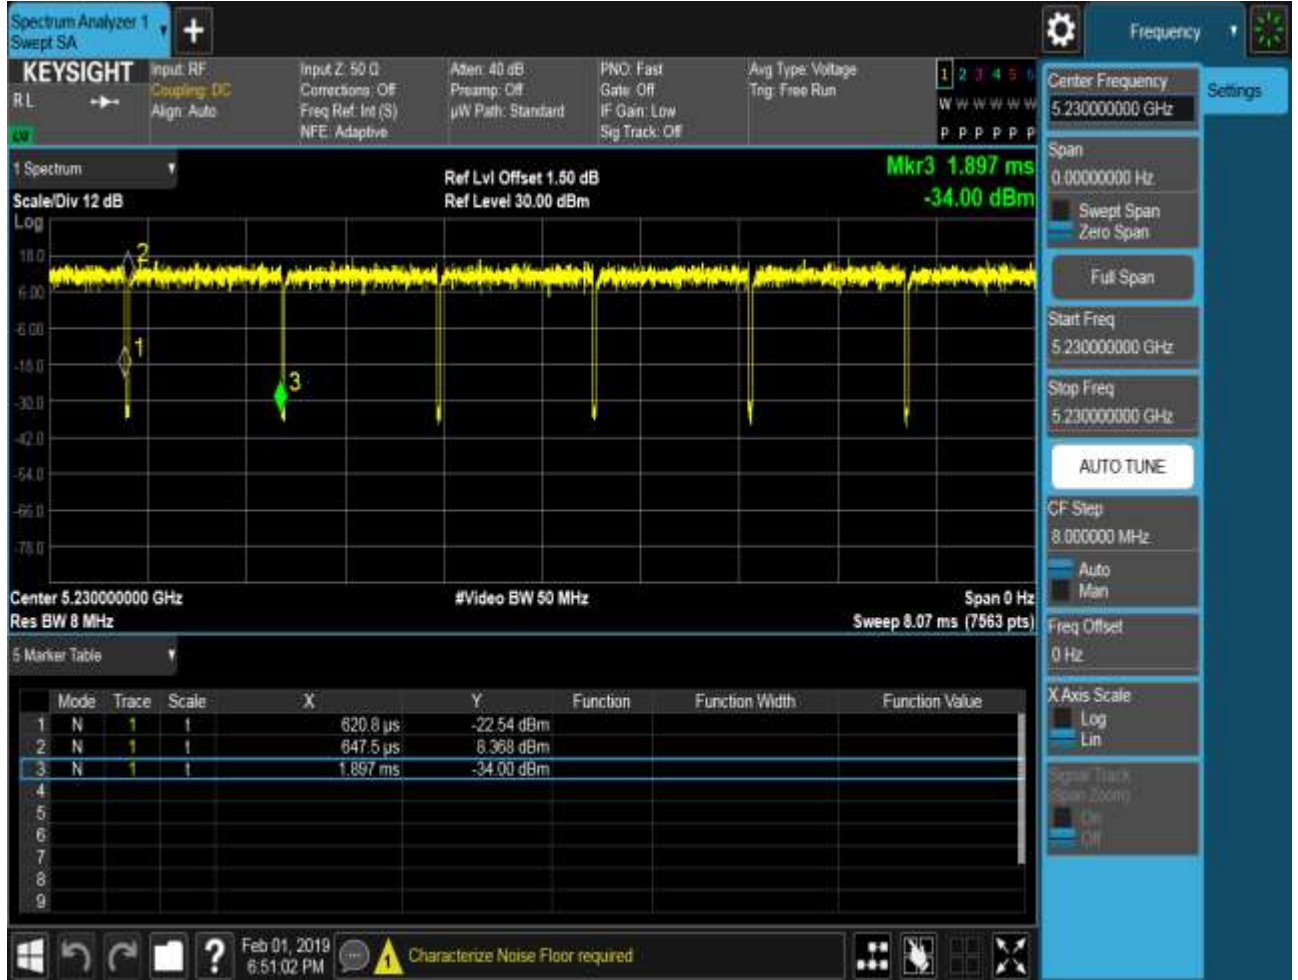 Spectrum Analyzer 1
Swept SA
+
Frequency
KEYSIGHT
RL
Input: RF
Coupling: DC
Align: Auto
Input Z: 50 Ω
Corrections: Off
Freq Ref: Int (S)
NFE: Adaptive
Atten: 40 dB
Preamp: Off
µW Path: Standard
PNO: Fast
Gate: Off
IF Gain: Low
Sig Track: Off
Avg Type: Voltage
Trig: Free Run
1 2 3 4 5 6
W W W W W W
P P P P P P
1 Spectrum
Scale/Div 12 dB
Log
Ref Lvl Offset 1.50 dB
Ref Level 30.00 dBm
Mkr3 1.897 ms
-34.00 dBm
18.0
6.00
-6.00
-18.0
-30.0
-42.0
-54.0
-66.0
-78.0
2
1
3
Center 5.230000000 GHz
#Video BW 50 MHz
Span 0 Hz
Res BW 8 MHz
Sweep 8.07 ms (7563 pts)
5 Marker Table
Mode Trace Scale X Y Function Function Width Function Value
1 N 1 t 620.8 µs -22.54 dBm
2 N 1 t 647.5 µs 8.368 dBm
3 N 1 t 1.897 ms -34.00 dBm
4
5
6
7
8
9
Center Frequency
5.230000000 GHz
Settings
Span
0.00000000 Hz
Swept Span
Zero Span
Full Span
Start Freq
5.230000000 GHz
Stop Freq
5.230000000 GHz
AUTO TUNE
CF Step
8.000000 MHz
Auto
Man
Freq Offset
0 Hz
X Axis Scale
Log
Lin
Signal Track
(Span Zoom)
On
Off
?
Feb 01, 2019
6:51:02 PM
1
Characterize Noise Floor required